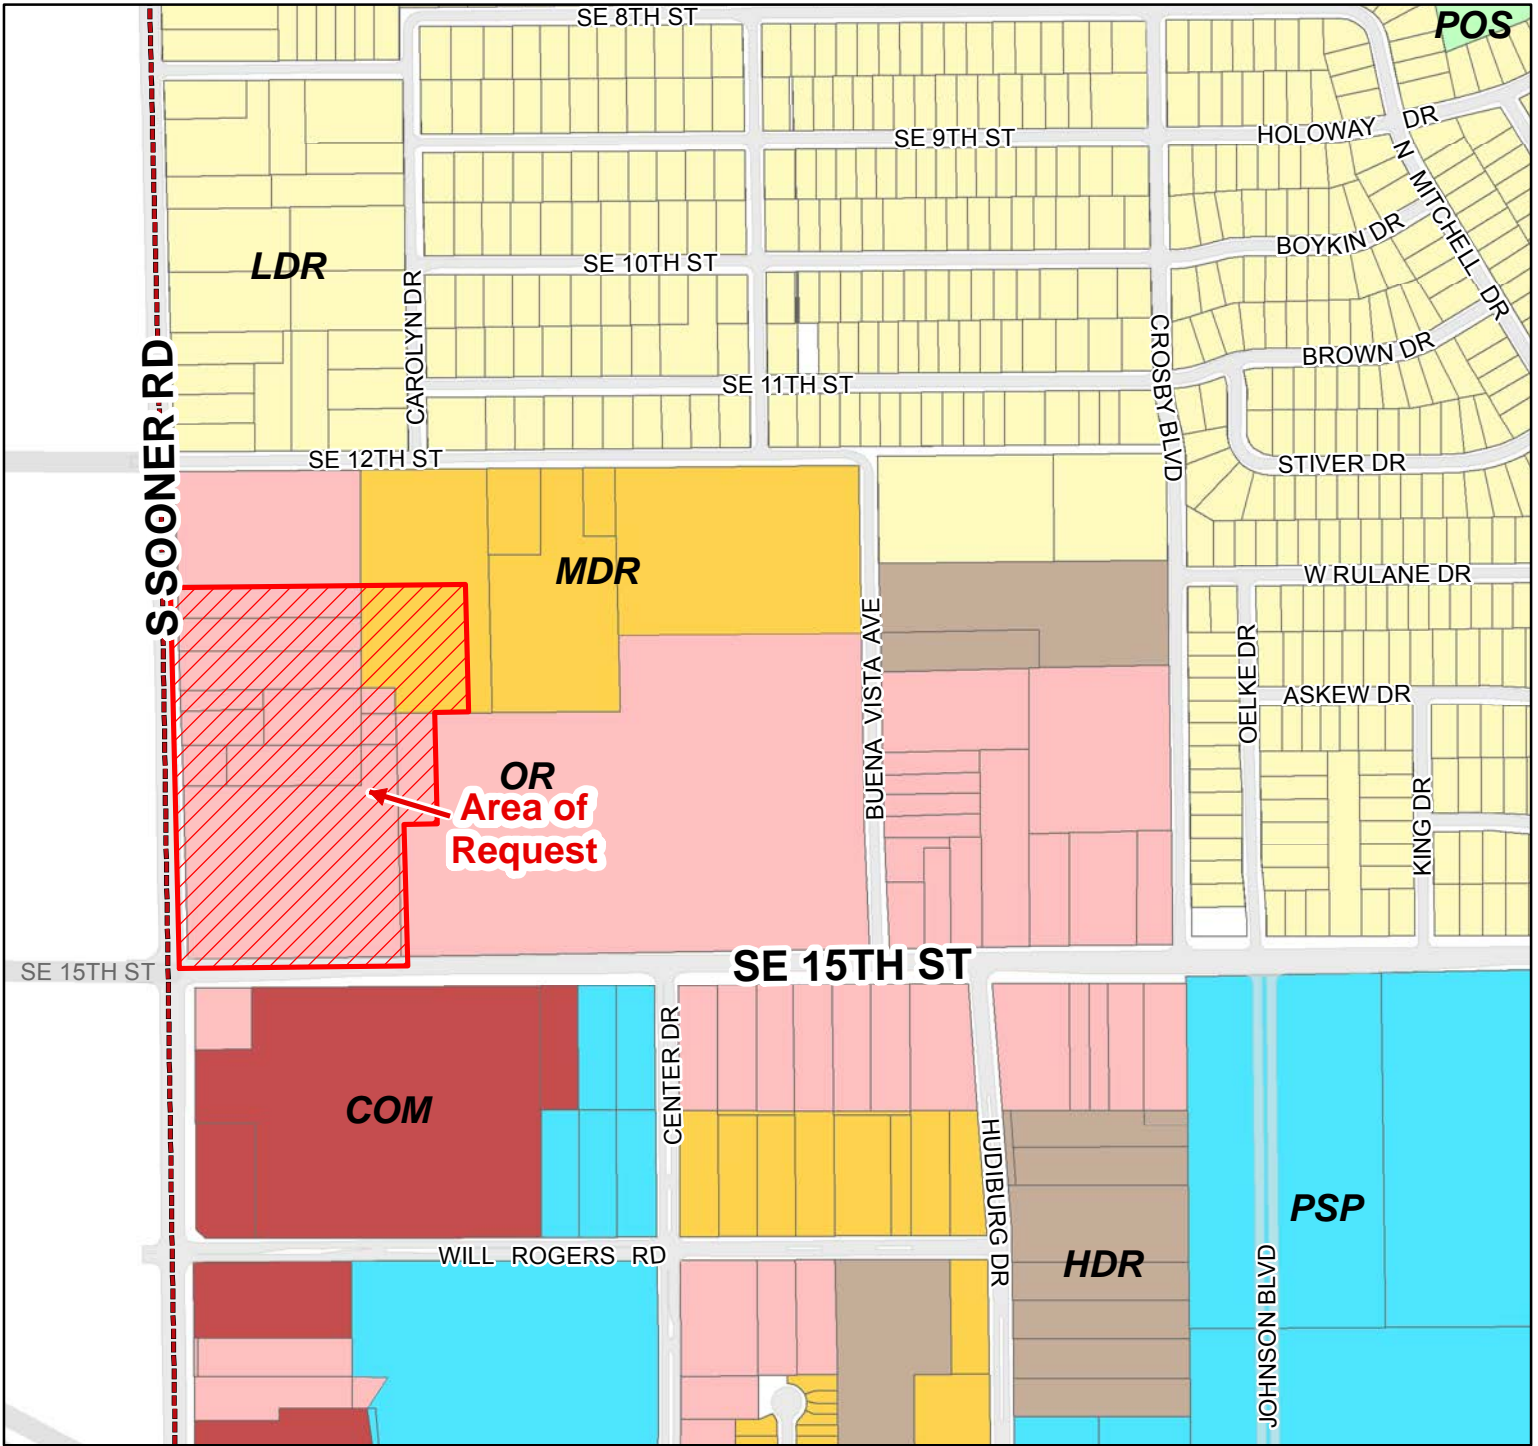 SE 8TH ST
POS
SE 9TH ST
HOLOWAY DR
N MITCHELL DR
BOYKIN DR
LDR
SE 10TH ST
CAROLYN DR
CROSBY BLVD
BROWN DR
S SOONER RD
SE 11TH ST
SE 12TH ST
STIVER DR
MDR
W RULANE DR
BUENA VISTA AVE
OELKE DR
ASKEW DR
OR
Area of
Request
KING DR
SE 15TH ST
SE 15TH ST
CENTER DR
COM
HUDIBURG DR
PSP
WILL ROGERS RD
HDR
JOHNSON BLVD